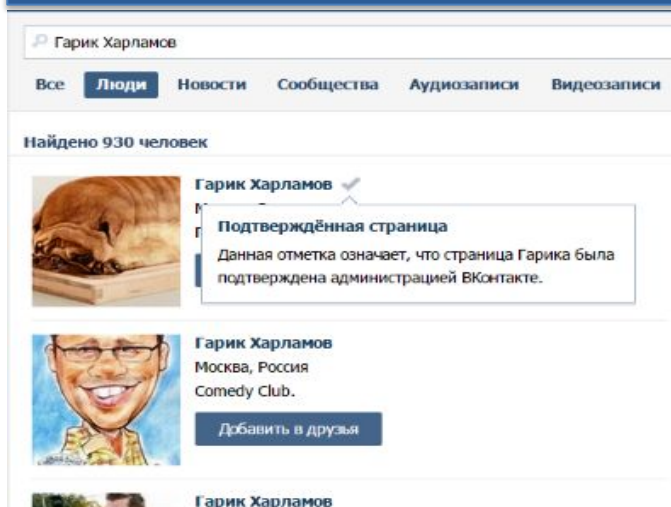 Гарик Харламов
Все Люди Новости Сообщества Аудиозаписи Видеозаписи
Найдено 930 человек
Гарик Харламов
Подтверждённая страница
Данная отметка означает, что страница Гарика была
подтверждена администрацией ВКонтакте.
Гарик Харламов
Москва, Россия
Comedy Club.
Добавить в друзья
Гарик Харламов